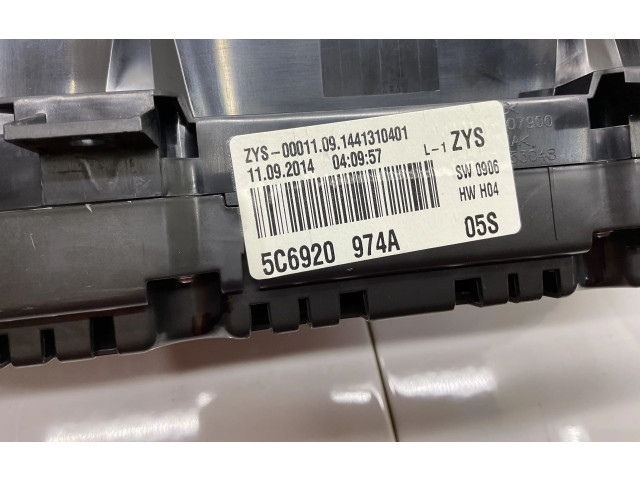 ZYS-00011.09.1441310401
11.09.2014 04:09:57 L-1 ZYS
SW 0906
HW H04
5C6920 974A 05S